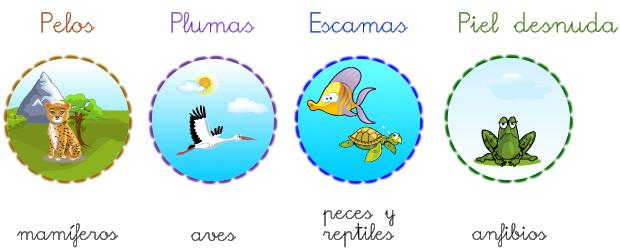 Pelos
Plumas
Escamas
Piel desnuda
mamíferos
aves
peces y
reptiles
anfibios